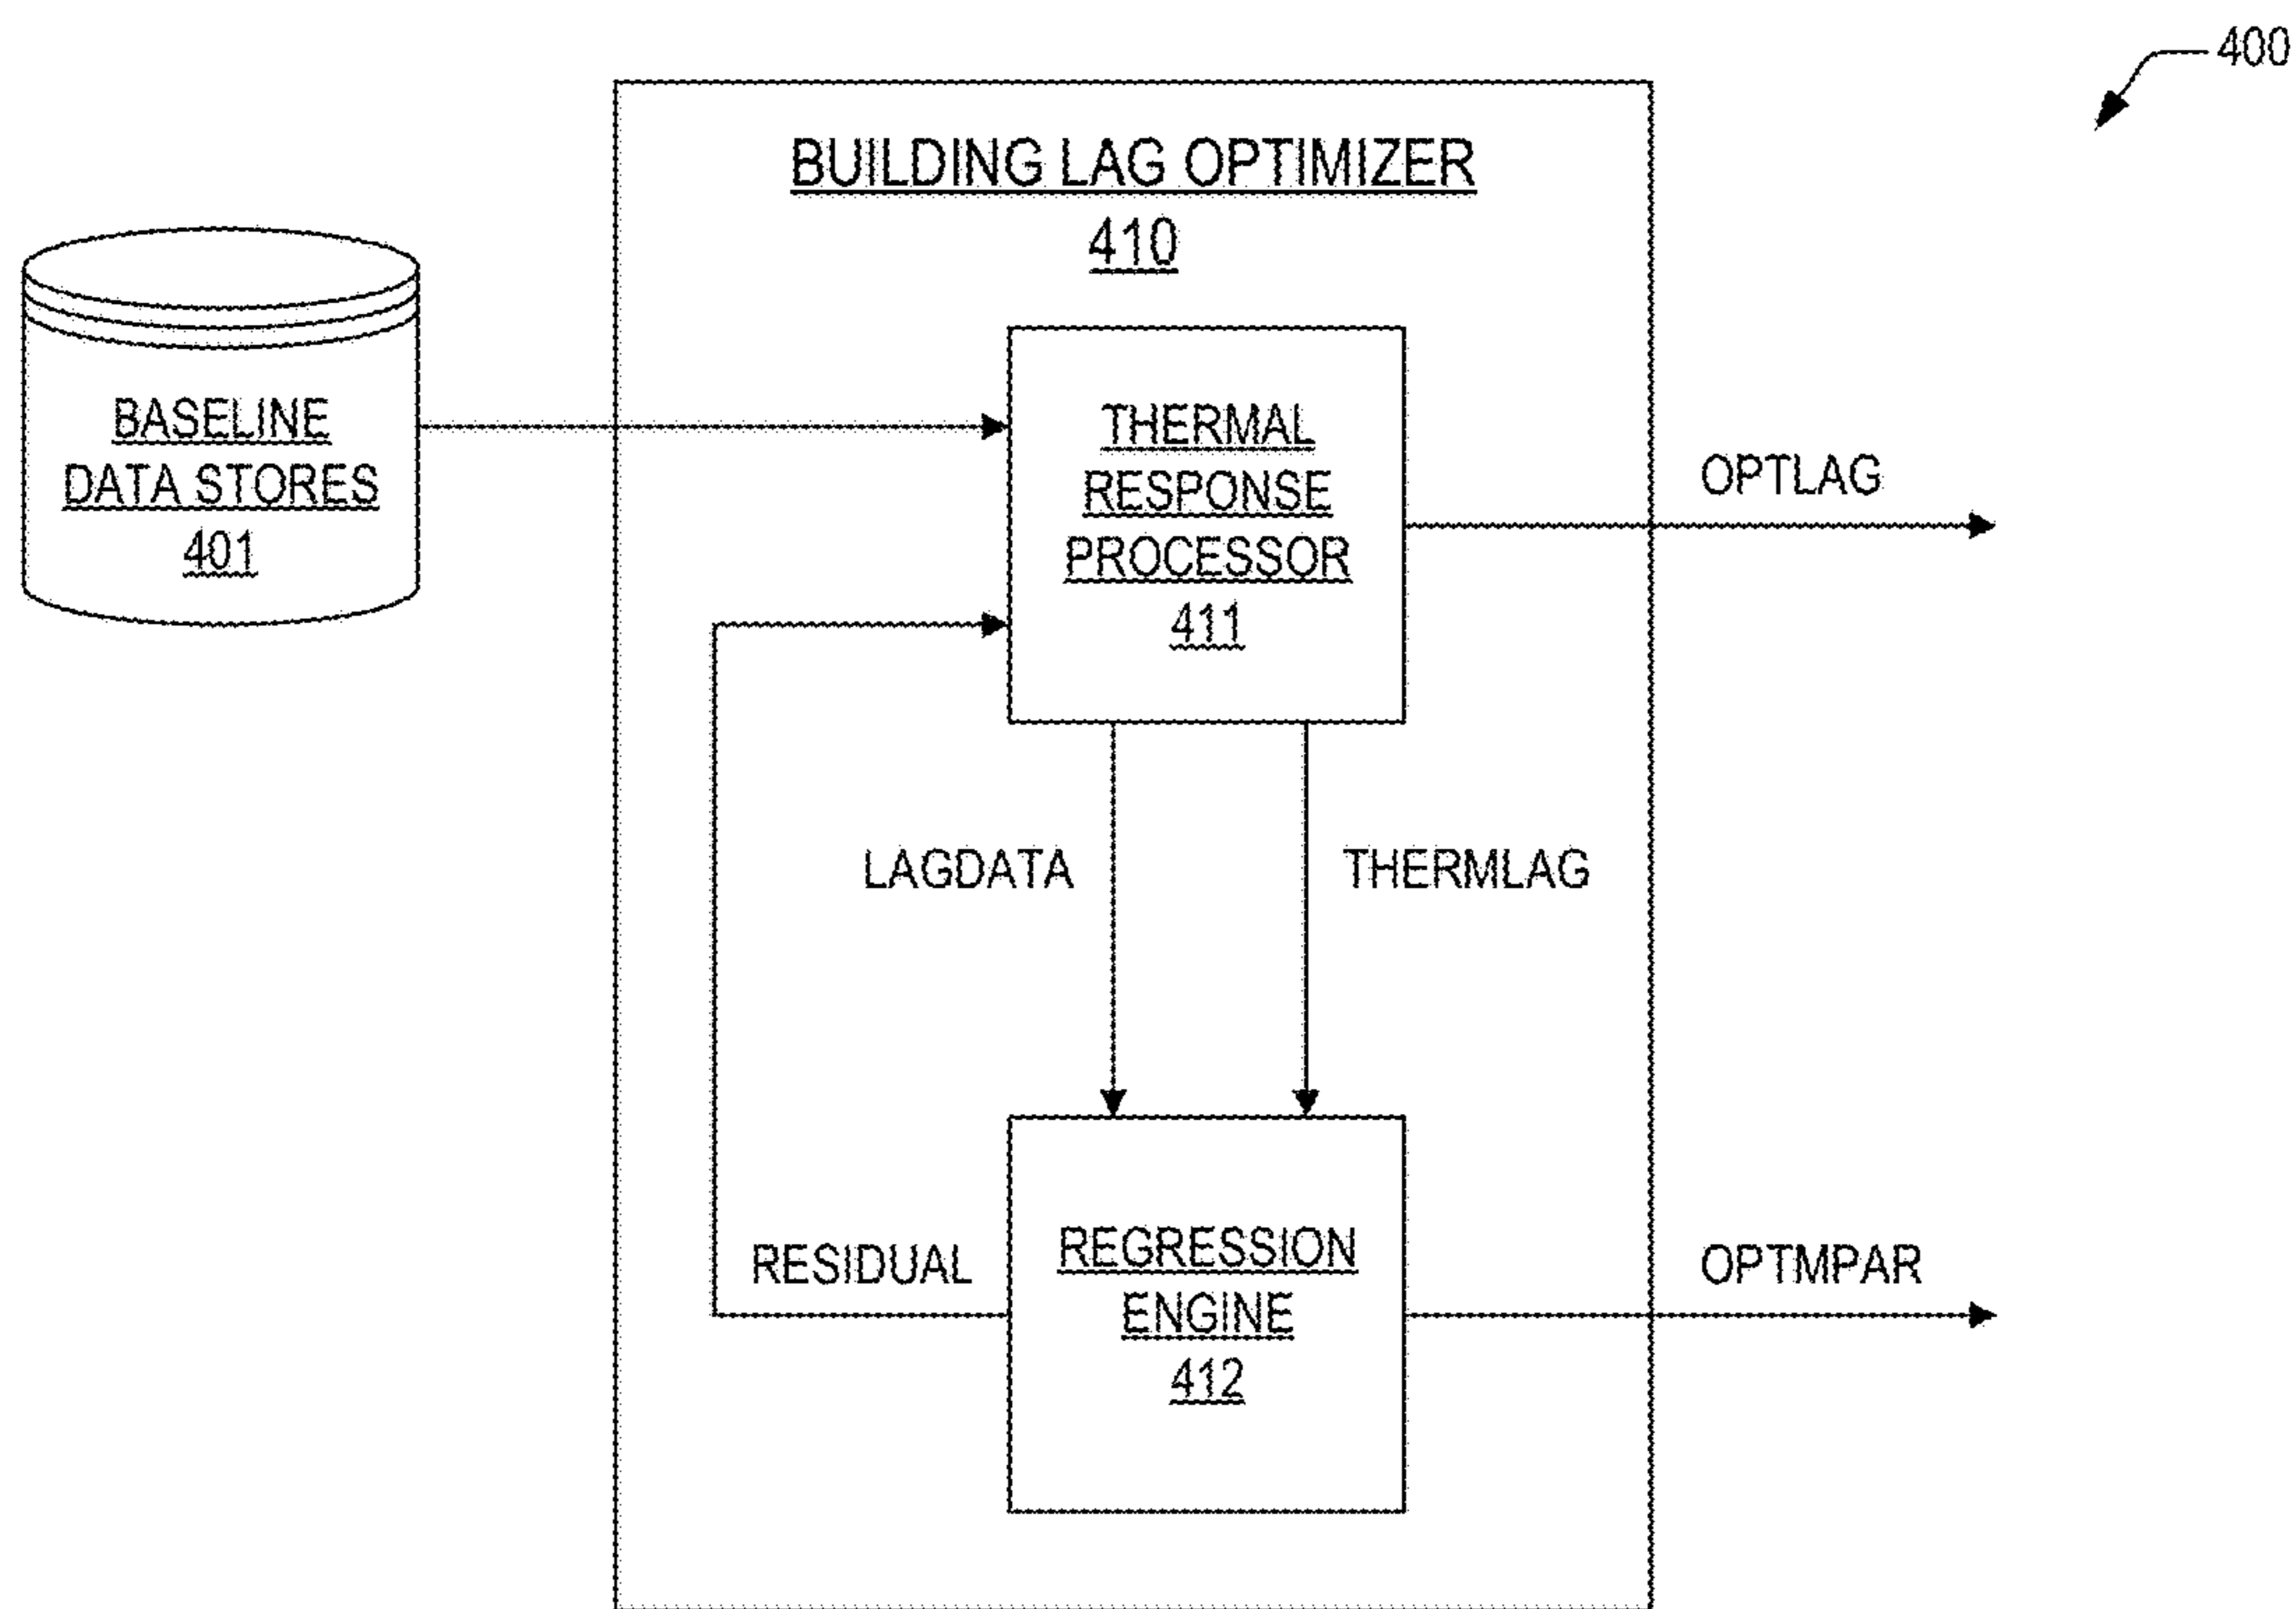 400
BUILDING LAG OPTIMIZER
410
BASELINE
DATA STORES
401
THERMAL
RESPONSE
PROCESSOR
411
OPTLAG
LAGDATA
THERMLAG
RESIDUAL
REGRESSION
ENGINE
412
OPTMPAR